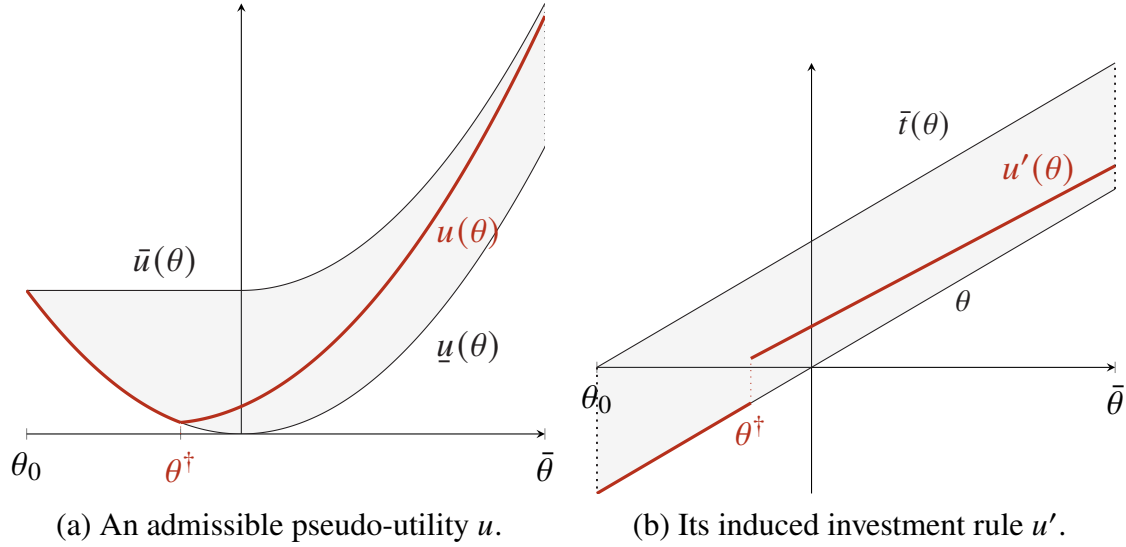 ū(θ)
u(θ)
u̲(θ)
θ₀
θ†
θ̄
(a) An admissible pseudo-utility u.
t̄(θ)
u′(θ)
θ
θ₀
θ†
θ̄
(b) Its induced investment rule u′.